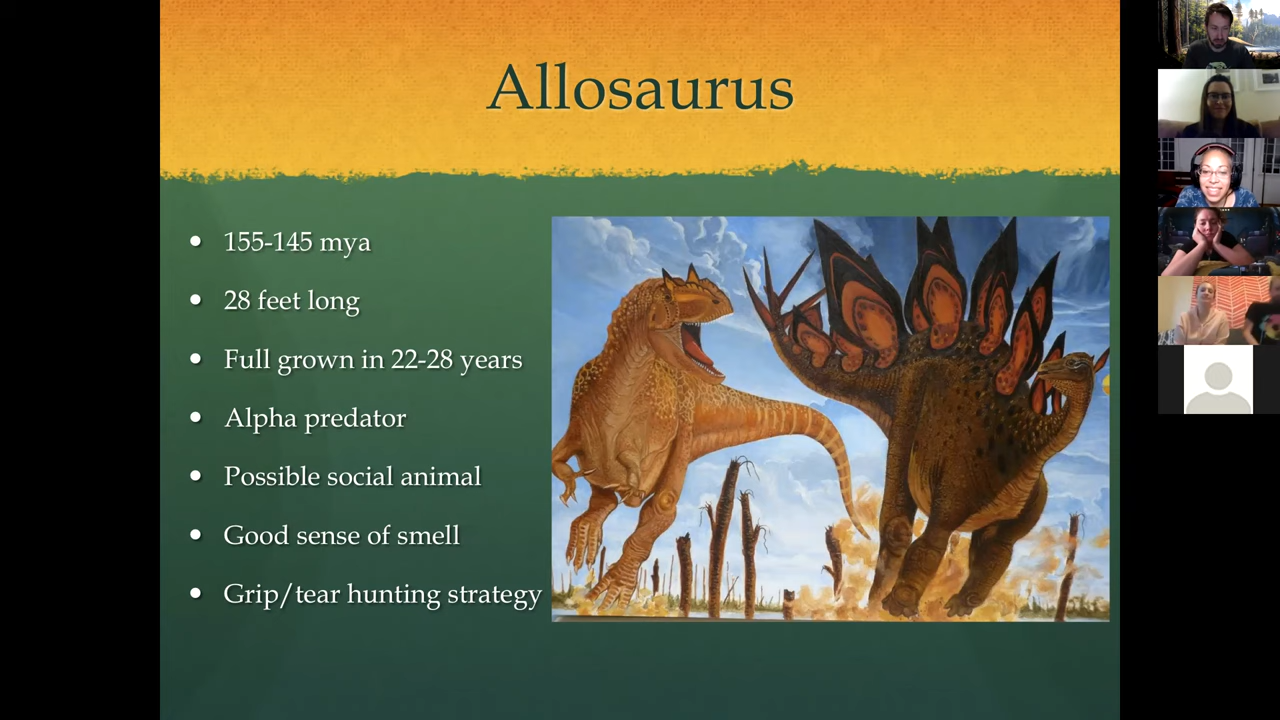 Allosaurus
155-145 mya
28 feet long
Full grown in 22-28 years
Alpha predator
Possible social animal
Good sense of smell
Grip/tear hunting strategy